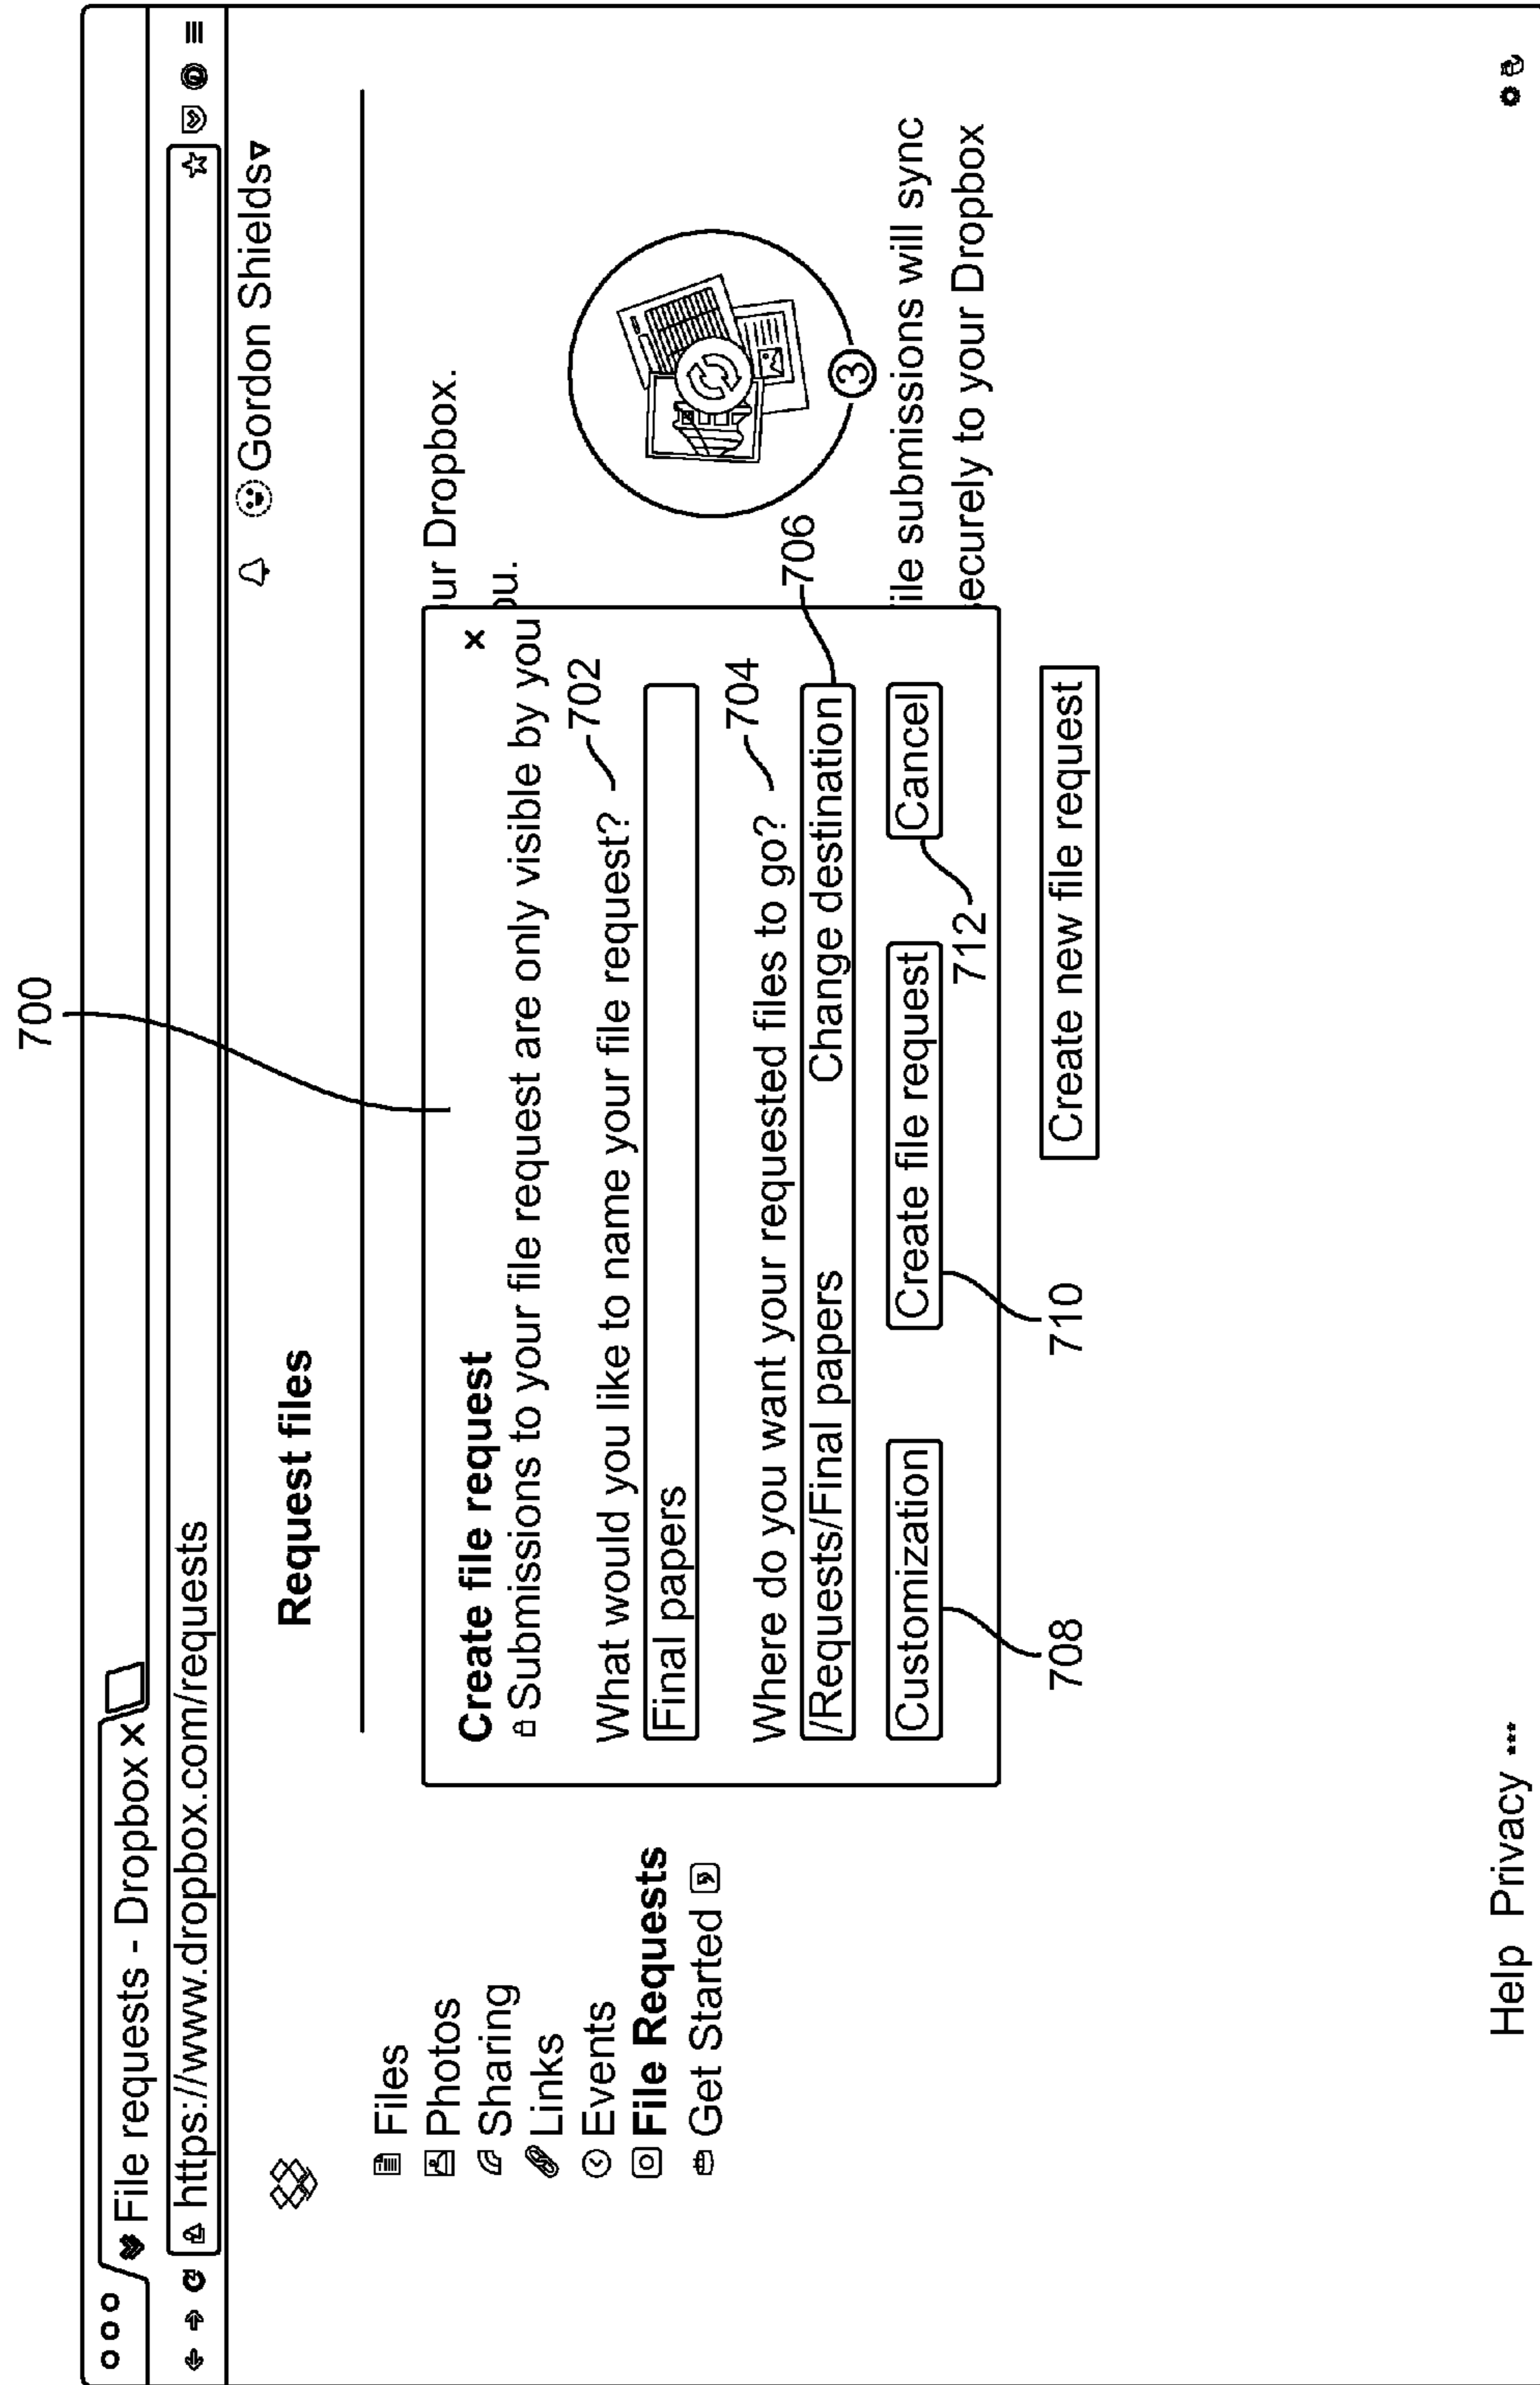 700
File requests - Dropbox x
https://www.dropbox.com/requests
Gordon Shields
Request files
Files
Photos
Sharing
Links
Events
File Requests
Get Started
ur Dropbox.
ou.
Create file request x
Submissions to your file request are only visible by you
What would you like to name your file request? 702
Final papers
Where do you want your requested files to go? 704
/Requests/Final papers Change destination 706
Customization Create file request Cancel
708 710 712
3
ile submissions will sync
ecurely to your Dropbox
Create new file request
Help Privacy ...